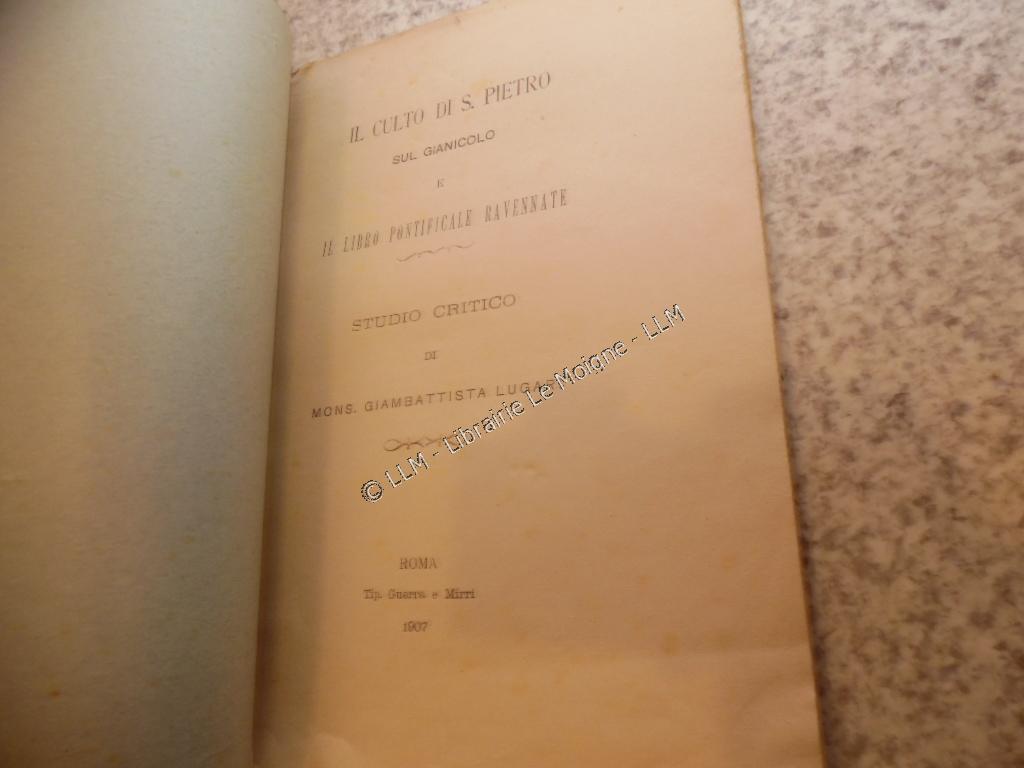 IL CULTO DI S. PIETRO
SUL GIANICOLO
E
IL LIBRO PONTIFICALE RAVENNATE
STUDIO CRITICO
DI
MONS. GIAMBATTISTA
© LLM - Librairie Le Moigne - LLM
ROMA
Tip. Guerra e Mirri
1907